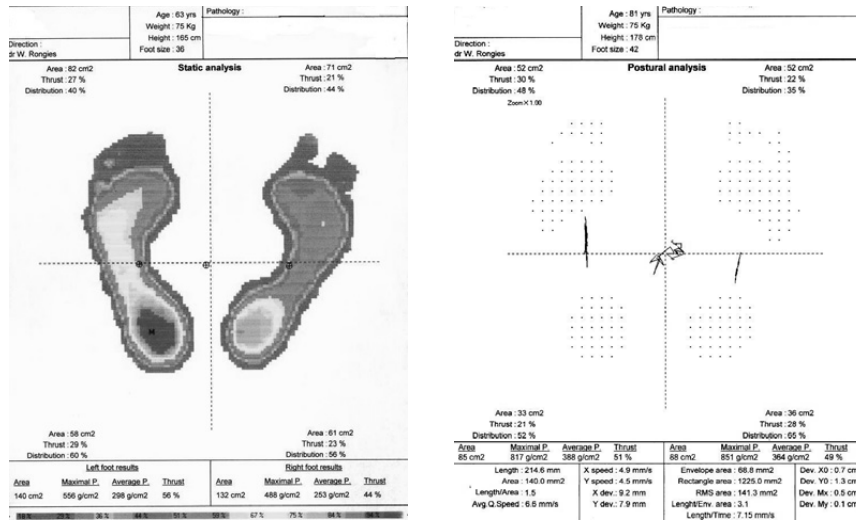 Age : 63 yrs
Weight : 75 Kg
Height : 165 cm
Foot size : 36
Pathology :
Direction :
dr W. Rongies
Area : 82 cm2
Thrust : 27 %
Distribution : 40 %
Static analysis
Area : 71 cm2
Thrust : 21 %
Distribution : 44 %
M
Area : 58 cm2
Thrust : 29 %
Distribution : 60 %
Area : 61 cm2
Thrust : 23 %
Distribution : 56 %
Left foot results
Right foot results
Area Maximal P. Average P. Thrust
140 cm2 556 g/cm2 298 g/cm2 56 %
Area Maximal P. Average P. Thrust
132 cm2 488 g/cm2 253 g/cm2 44 %
Age : 81 yrs
Weight : 75 Kg
Height : 178 cm
Foot size : 42
Pathology :
Direction :
dr W. Rongies
Area : 52 cm2
Thrust : 30 %
Distribution : 48 %
Zoom X 1.00
Postural analysis
Area : 52 cm2
Thrust : 22 %
Distribution : 35 %
Area : 33 cm2
Thrust : 21 %
Distribution : 52 %
Area : 36 cm2
Thrust : 28 %
Distribution : 65 %
Area Maximal P. Average P. Thrust
85 cm2 817 g/cm2 388 g/cm2 51 %
Area Maximal P. Average P. Thrust
88 cm2 851 g/cm2 364 g/cm2 49 %
Length : 214.6 mm
Area : 140.0 mm2
Length/Area : 1.5
Avg.Q.Speed : 6.6 mm/s
X speed : 4.9 mm/s
Y speed : 4.5 mm/s
X dev.: 9.2 mm
Y dev.: 7.9 mm
Envelope area : 68.8 mm2
Rectangle area : 1225.0 mm2
RMS area : 141.3 mm2
Lenght/Env. area : 3.1
Length/Time : 7.15 mm/s
Dev. X0 : 0.7 c
Dev. Y0 : 1.3 c
Dev. Mx : 0.5 c
Dev. My : 0.1 c